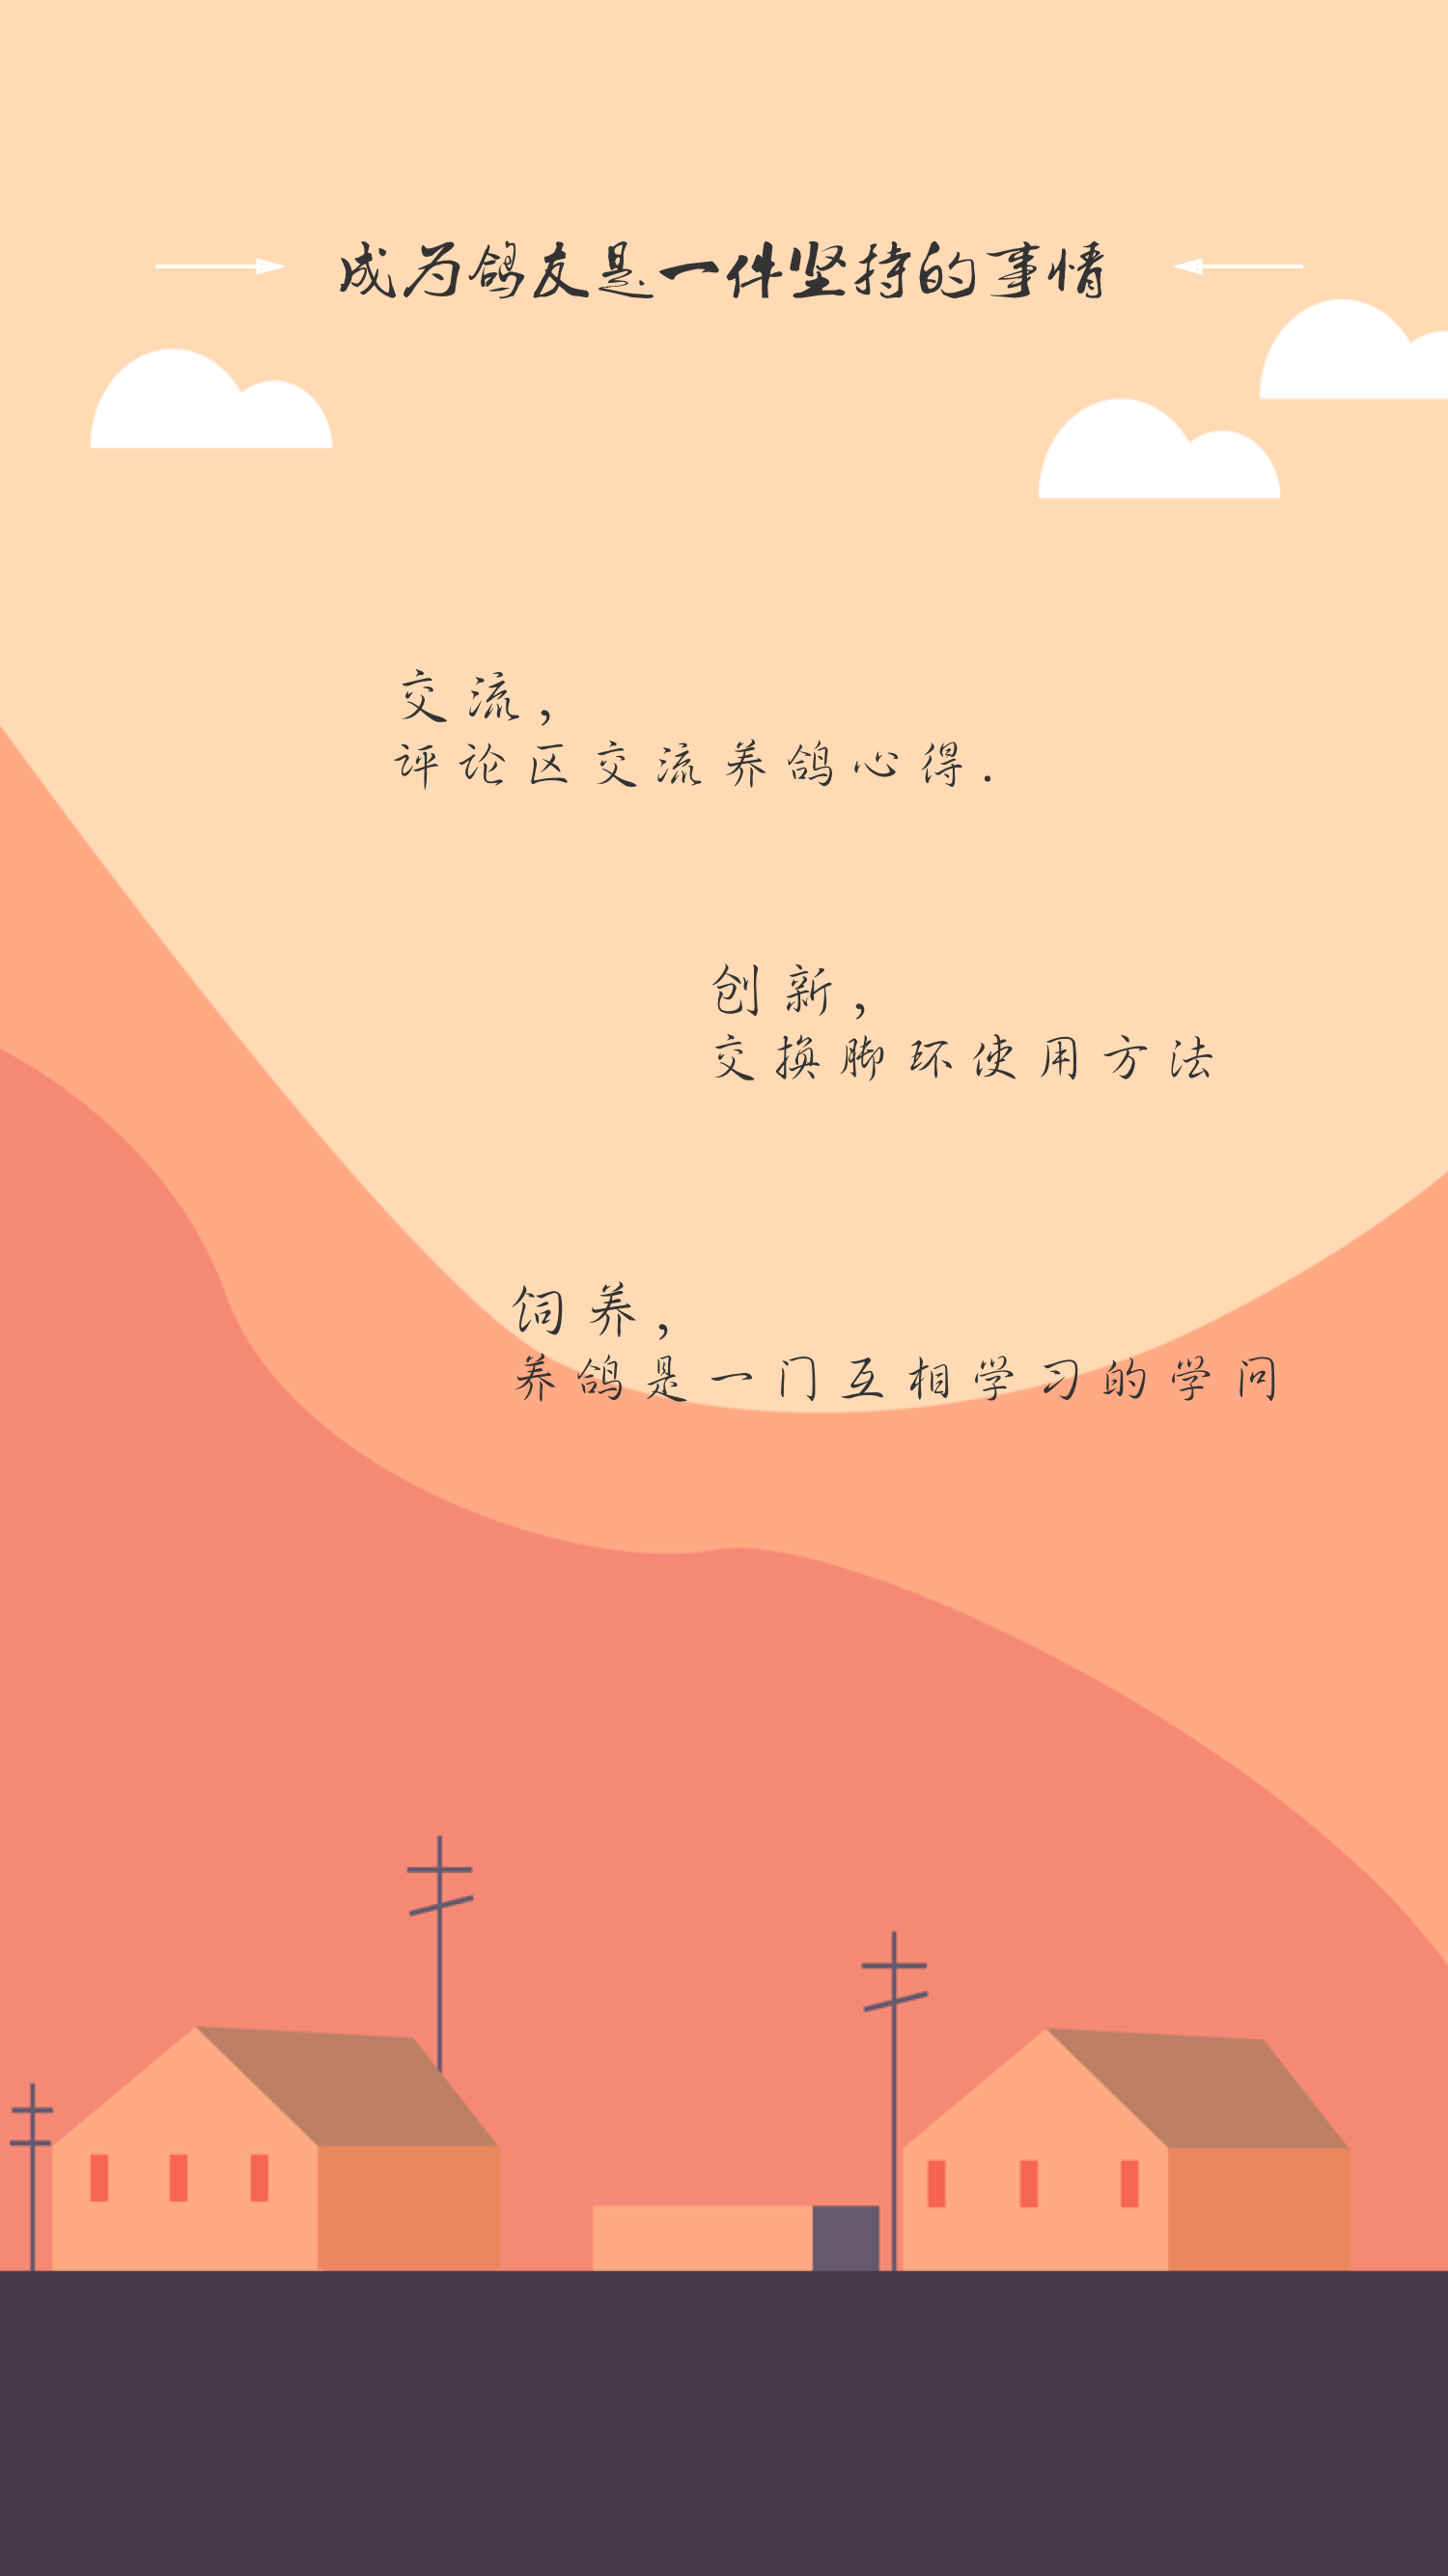 成为鸽友是一件坚持的事情
交流，
评论区交流养鸽心得.
创新，
交换脚环使用方法
饲养，
养鸽是一门互相学习的学问